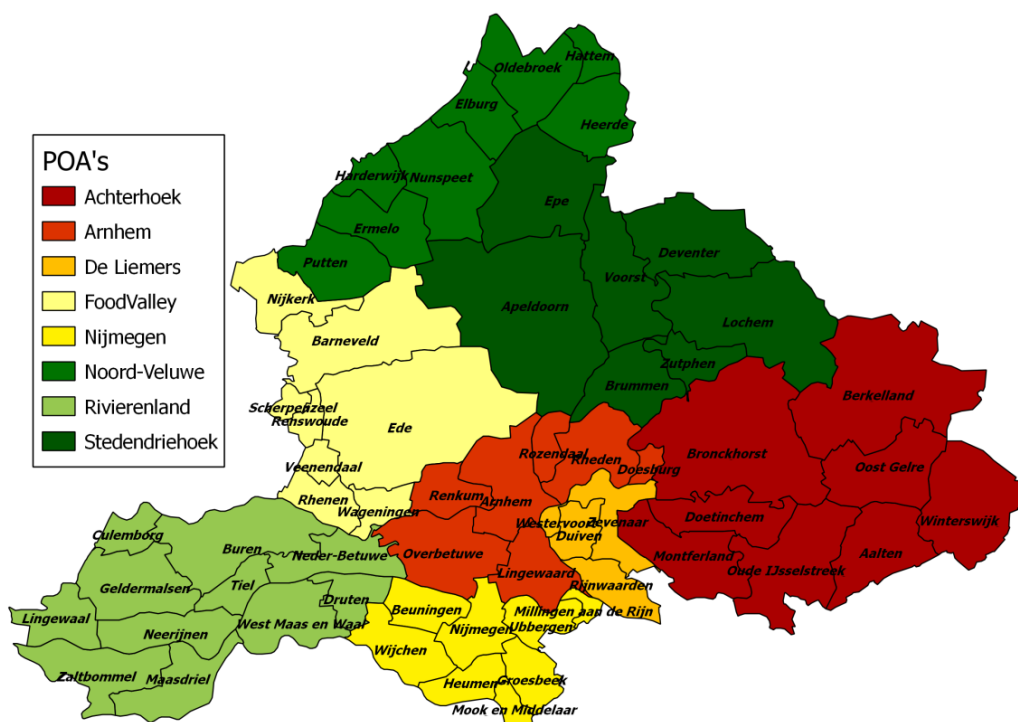 Hattem
Oldebroek
Elburg
Heerde
POA's
Achterhoek
Arnhem
De Liemers
FoodValley
Nijmegen
Noord-Veluwe
Rivierenland
Stedendriehoek
Harderwijk
Nunspeet
Epe
Ermelo
Putten
Deventer
Voorst
Nijkerk
Apeldoorn
Lochem
Barneveld
Zutphen
Brummen
Berkelland
Scherpenzeel
Renswoude
Ede
Rozendaal
Rheden
Doesburg
Bronckhorst
Oost Gelre
Veenendaal
Rhenen
Wageningen
Renkum
Arnhem
Westervoort
Zevenaar
Duiven
Doetinchem
Winterswijk
Culemborg
Buren
Neder-Betuwe
Overbetuwe
Montferland
Aalten
Oude IJsselstreek
Geldermalsen
Tiel
Lingewaard
Rijnwaarden
Druten
Beuningen
Millingen aan de Rijn
Lingewaal
West Maas en Waal
Neerijnen
Nijmegen
Ubbergen
Wijchen
Zaltbommel
Maasdriel
Heumen
Groesbeek
Mook en Middelaar